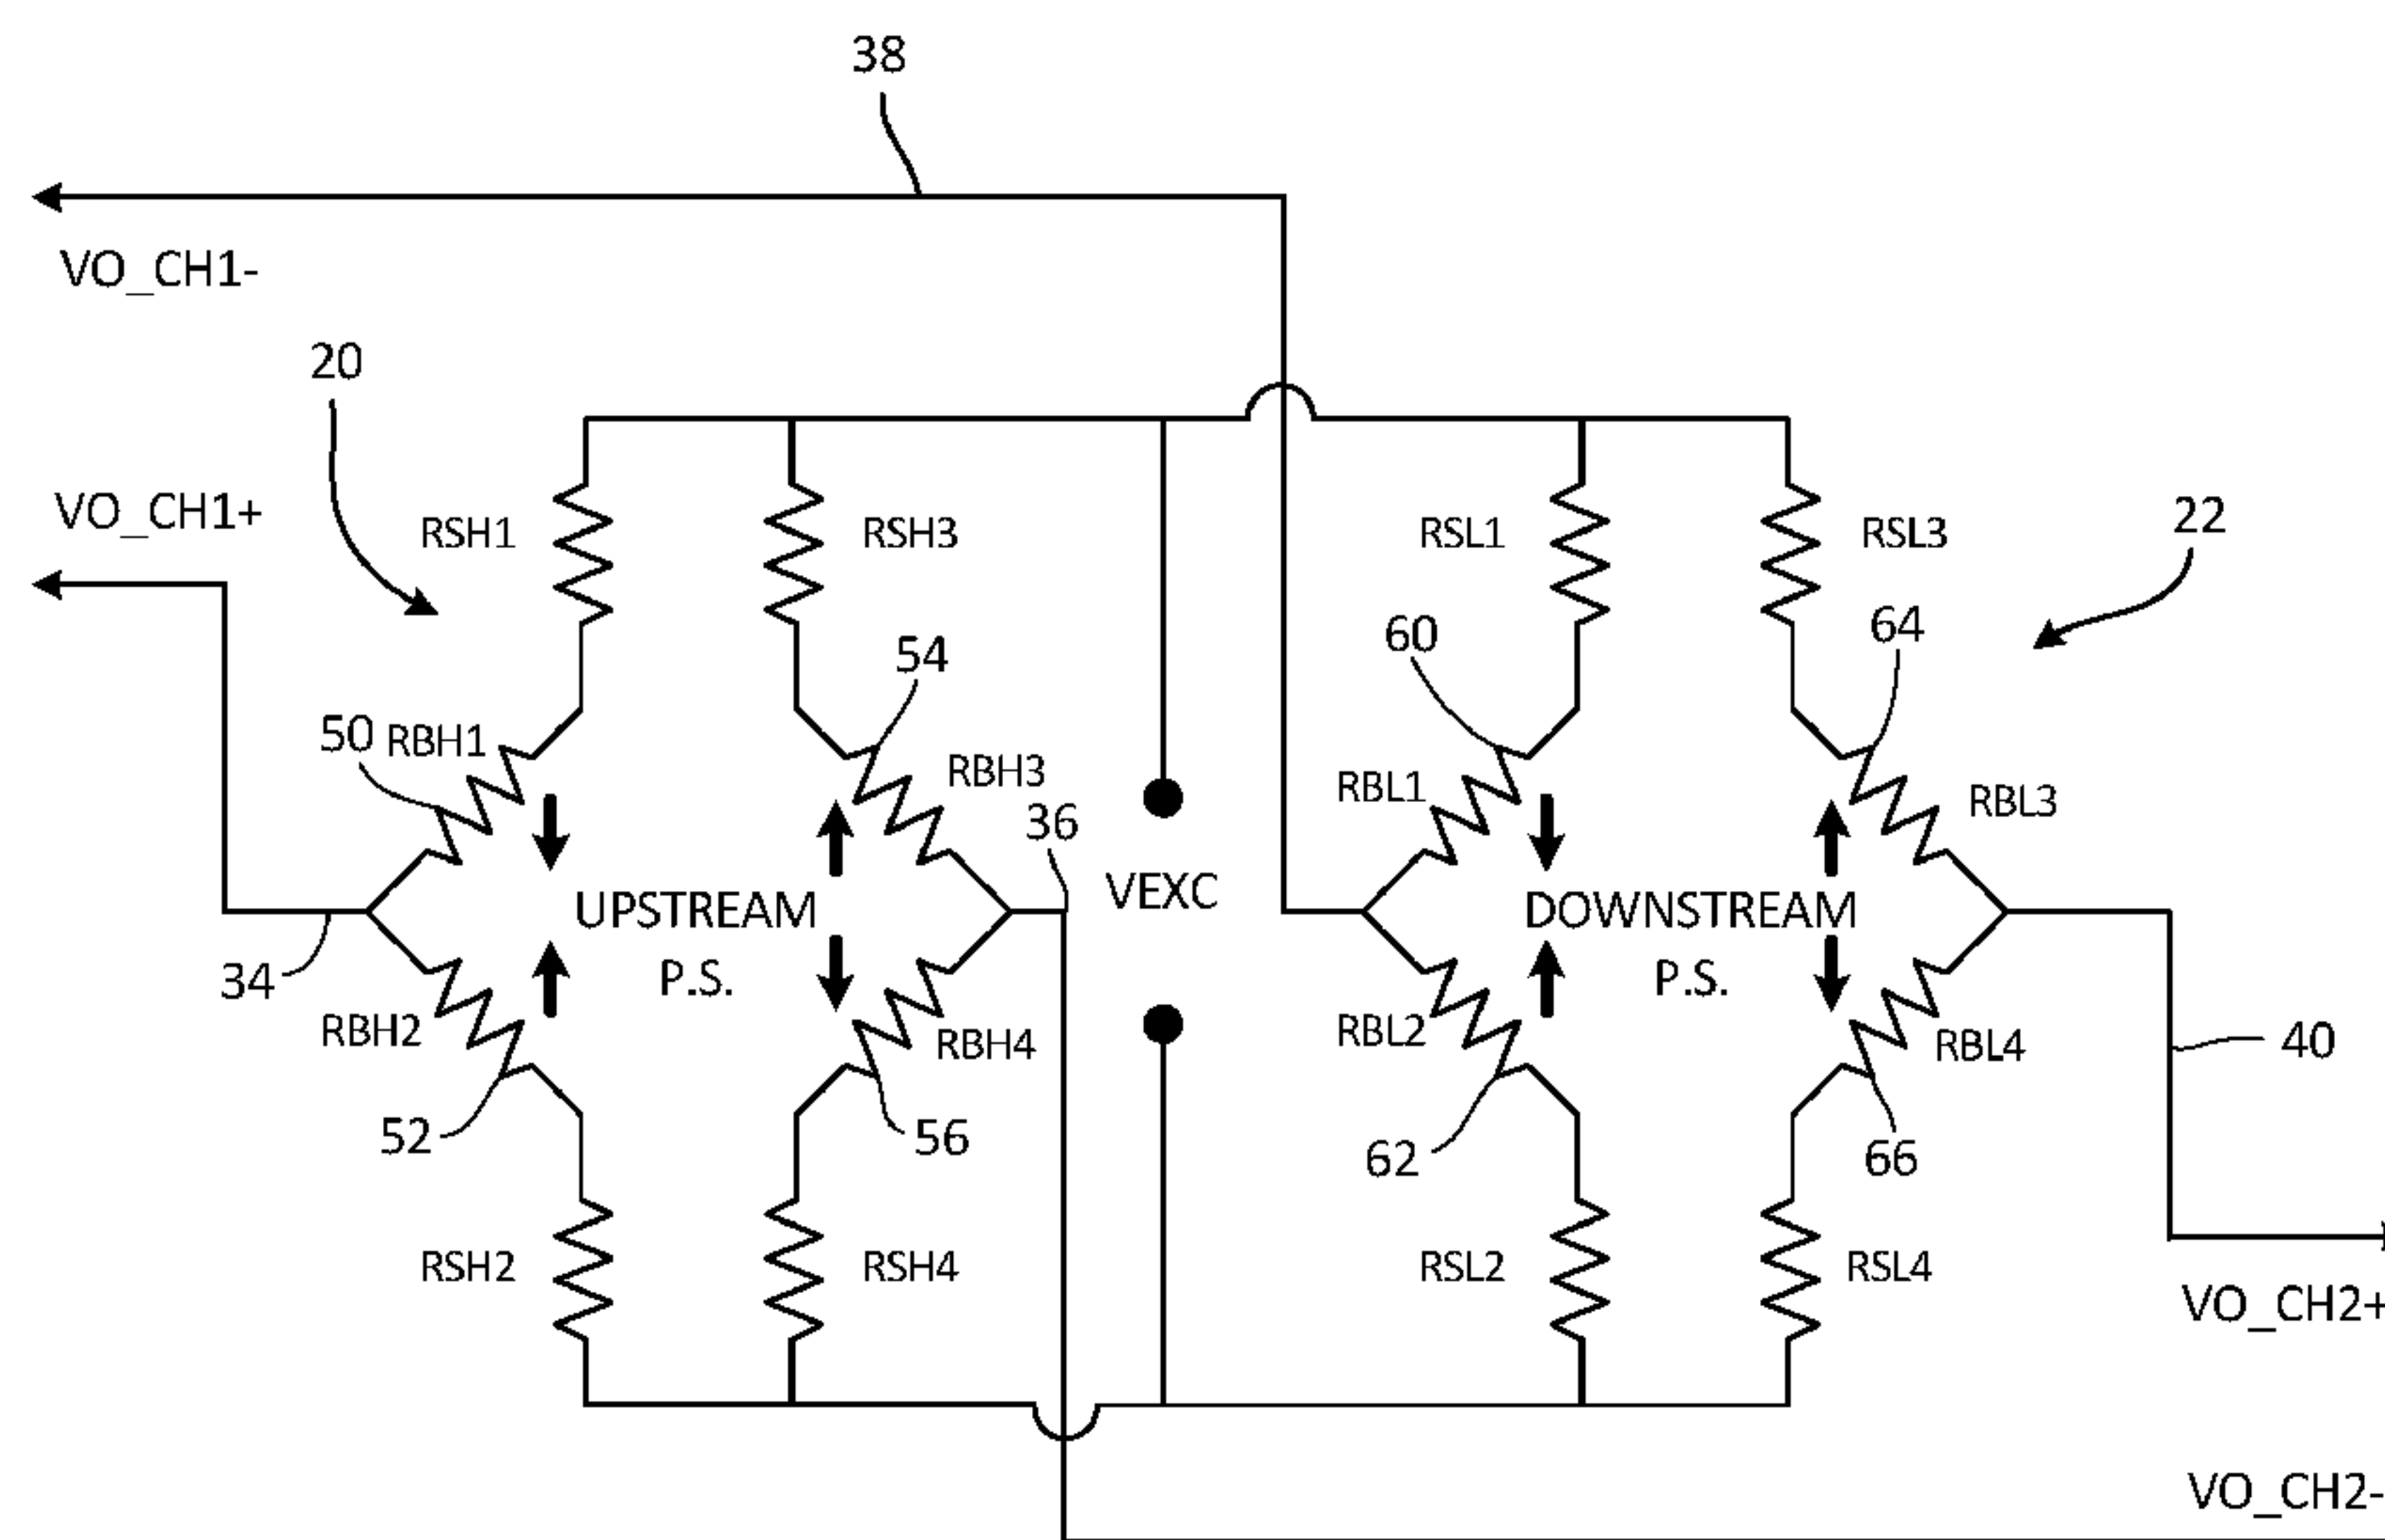 38
VO_CH1-
20
VO_CH1+
RSH1
RSH3
RSL1
RSL3
22
54
60
64
50
RBH1
RBH3
RBL1
RBL3
36
VEXC
UPSTREAM
P.S.
DOWNSTREAM
P.S.
34
RBH2
RBH4
RBL2
RBL4
40
52
56
62
66
RSH2
RSH4
RSL2
RSL4
VO_CH2+
VO_CH2-